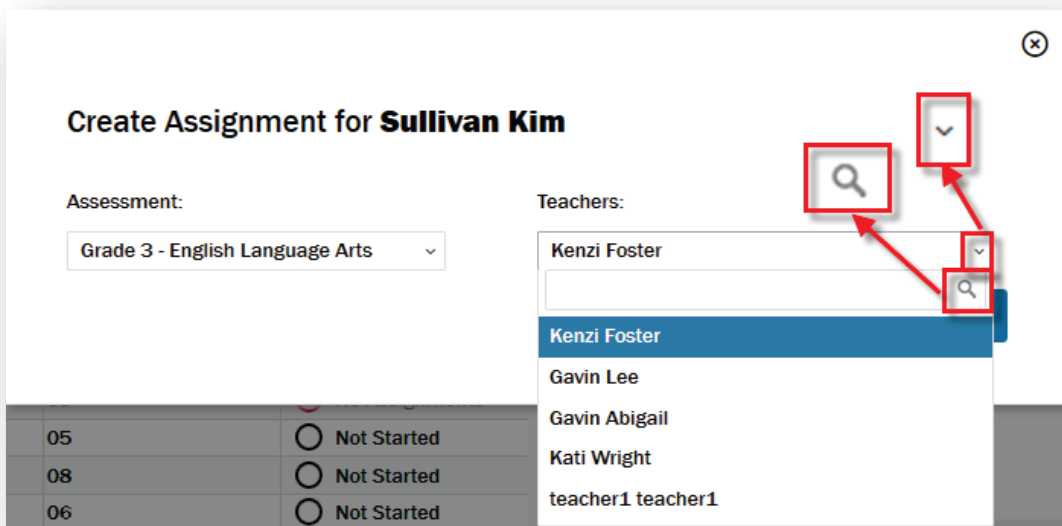 Create Assignment for Sullivan Kim
Assessment:
Teachers:
Grade 3 - English Language Arts
Kenzi Foster
Kenzi Foster
Gavin Lee
Gavin Abigail
Kati Wright
teacher1 teacher1
05 Not Started
08 Not Started
06 Not Started